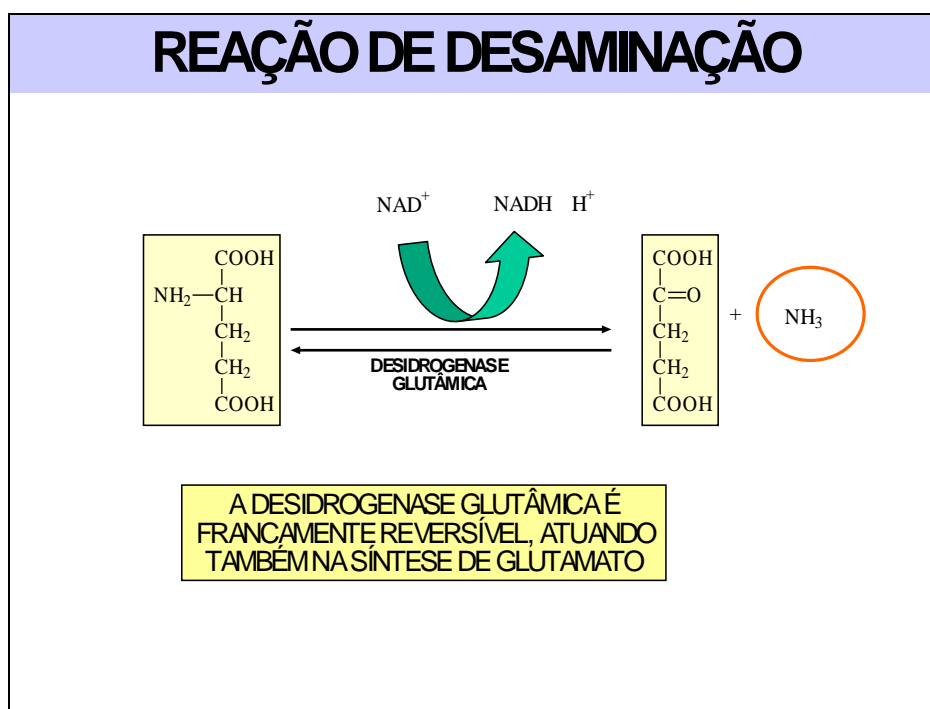 REAÇÃO DE DESAMINAÇÃO
NAD⁺ NADH H⁺
COOH
NH₂—CH
CH₂
CH₂
COOH
DESIDROGENASE
GLUTÂMICA
COOH
C=O
CH₂
CH₂
COOH
+ NH₃
A DESIDROGENASE GLUTÂMICA É
FRANCAMENTE REVERSÍVEL, ATUANDO
TAMBÉM NA SÍNTESE DE GLUTAMATO